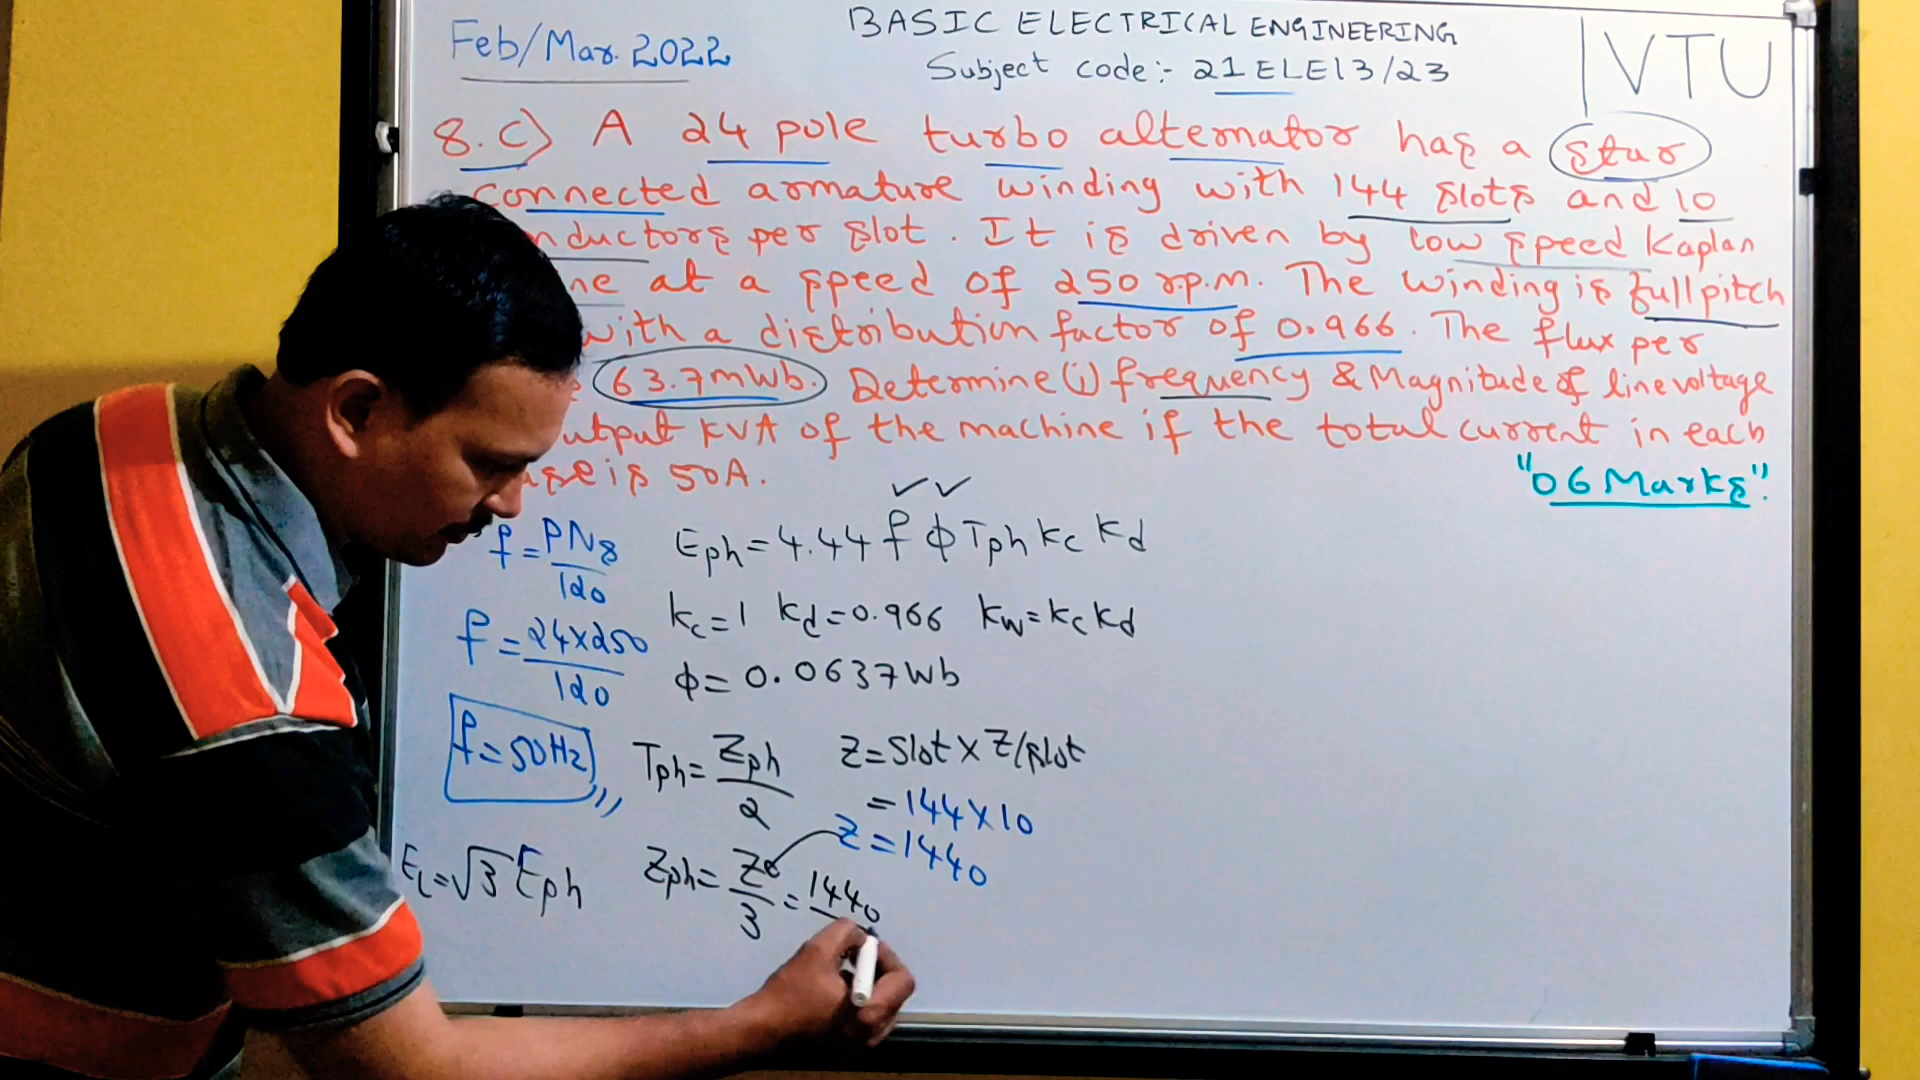 Feb/Mar. 2022
BASIC ELECTRICAL ENGINEERING
Subject code:- 21ELE13/23
VTU
8.C) A 24 pole turbo alternator has a star
connected armature winding with 144 slots and 10
nductors per slot. It is driven by low speed Kaplan
ne at a speed of 250 r.p.m. The winding is full pitch
with a distribution factor of 0.966. The flux per
63.7mWb. Determine (i) frequency & Magnitude of line voltage
utput KVA of the machine if the total current in each
ase is 50A.
"06 Marks".
f = PNs/120
Eph = 4.44 f ϕ Tph Kc Kd
f = 24x250/120
Kc = 1 Kd = 0.966 Kw = Kc Kd
ϕ = 0.0637Wb
f = 50Hz
Tph = Zph/2
Z = Slot x Z/slot
= 144 x 10
Z = 1440
EL = √3 Eph
Zph = Z/3 = 1440